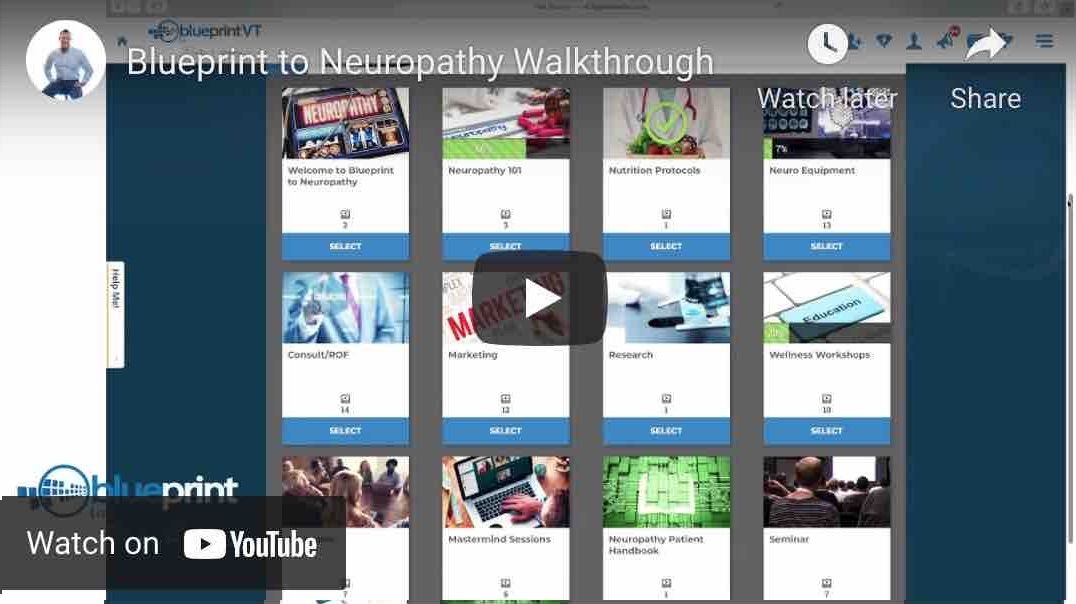 blueprintVT
Blueprint to Neuropathy Walkthrough
Watch later
Share
NEUROPATHY
Welcome to Blueprint
to Neuropathy
3
SELECT
Neuropathy 101
3
SELECT
Nutrition Protocols
1
SELECT
7%
Neuro Equipment
13
SELECT
Help Me!
Consult/ROF
14
SELECT
MARKETING
Marketing
12
SELECT
Research
1
SELECT
Education
Wellness Workshops
10
SELECT
blueprint
Watch on YouTube
7
Mastermind Sessions
6
Neuropathy Patient
Handbook
1
Seminar
7